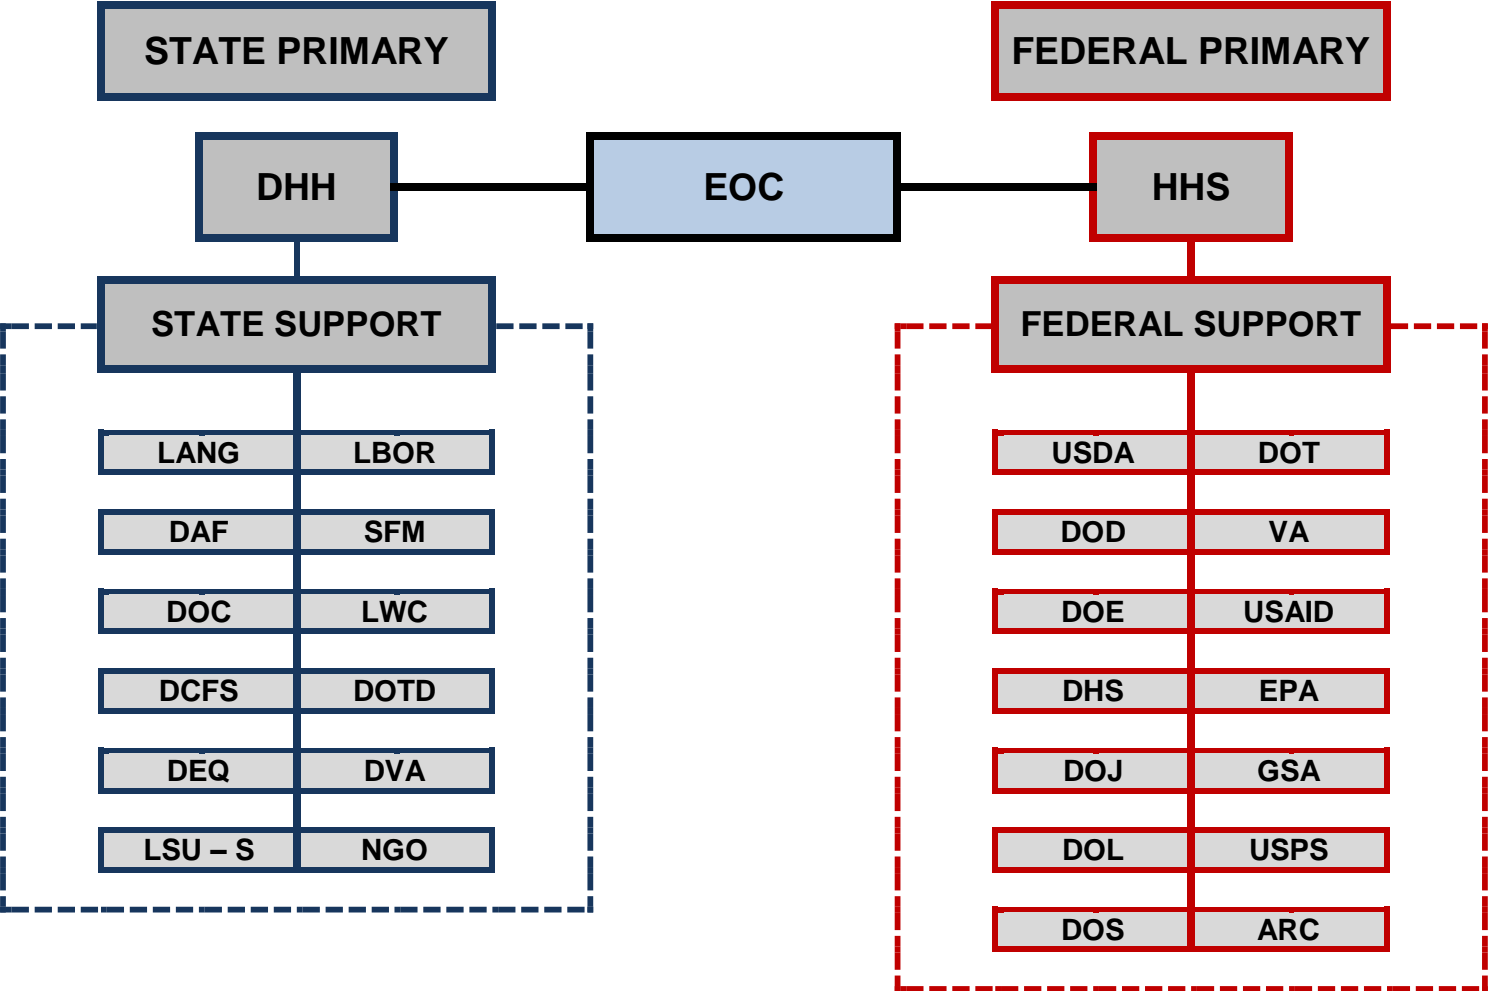 STATE PRIMARY
FEDERAL PRIMARY
DHH
EOC
HHS
STATE SUPPORT
LANG
LBOR
DAF
SFM
DOC
LWC
DCFS
DOTD
DEQ
DVA
LSU – S
NGO
FEDERAL SUPPORT
USDA
DOT
DOD
VA
DOE
USAID
DHS
EPA
DOJ
GSA
DOL
USPS
DOS
ARC